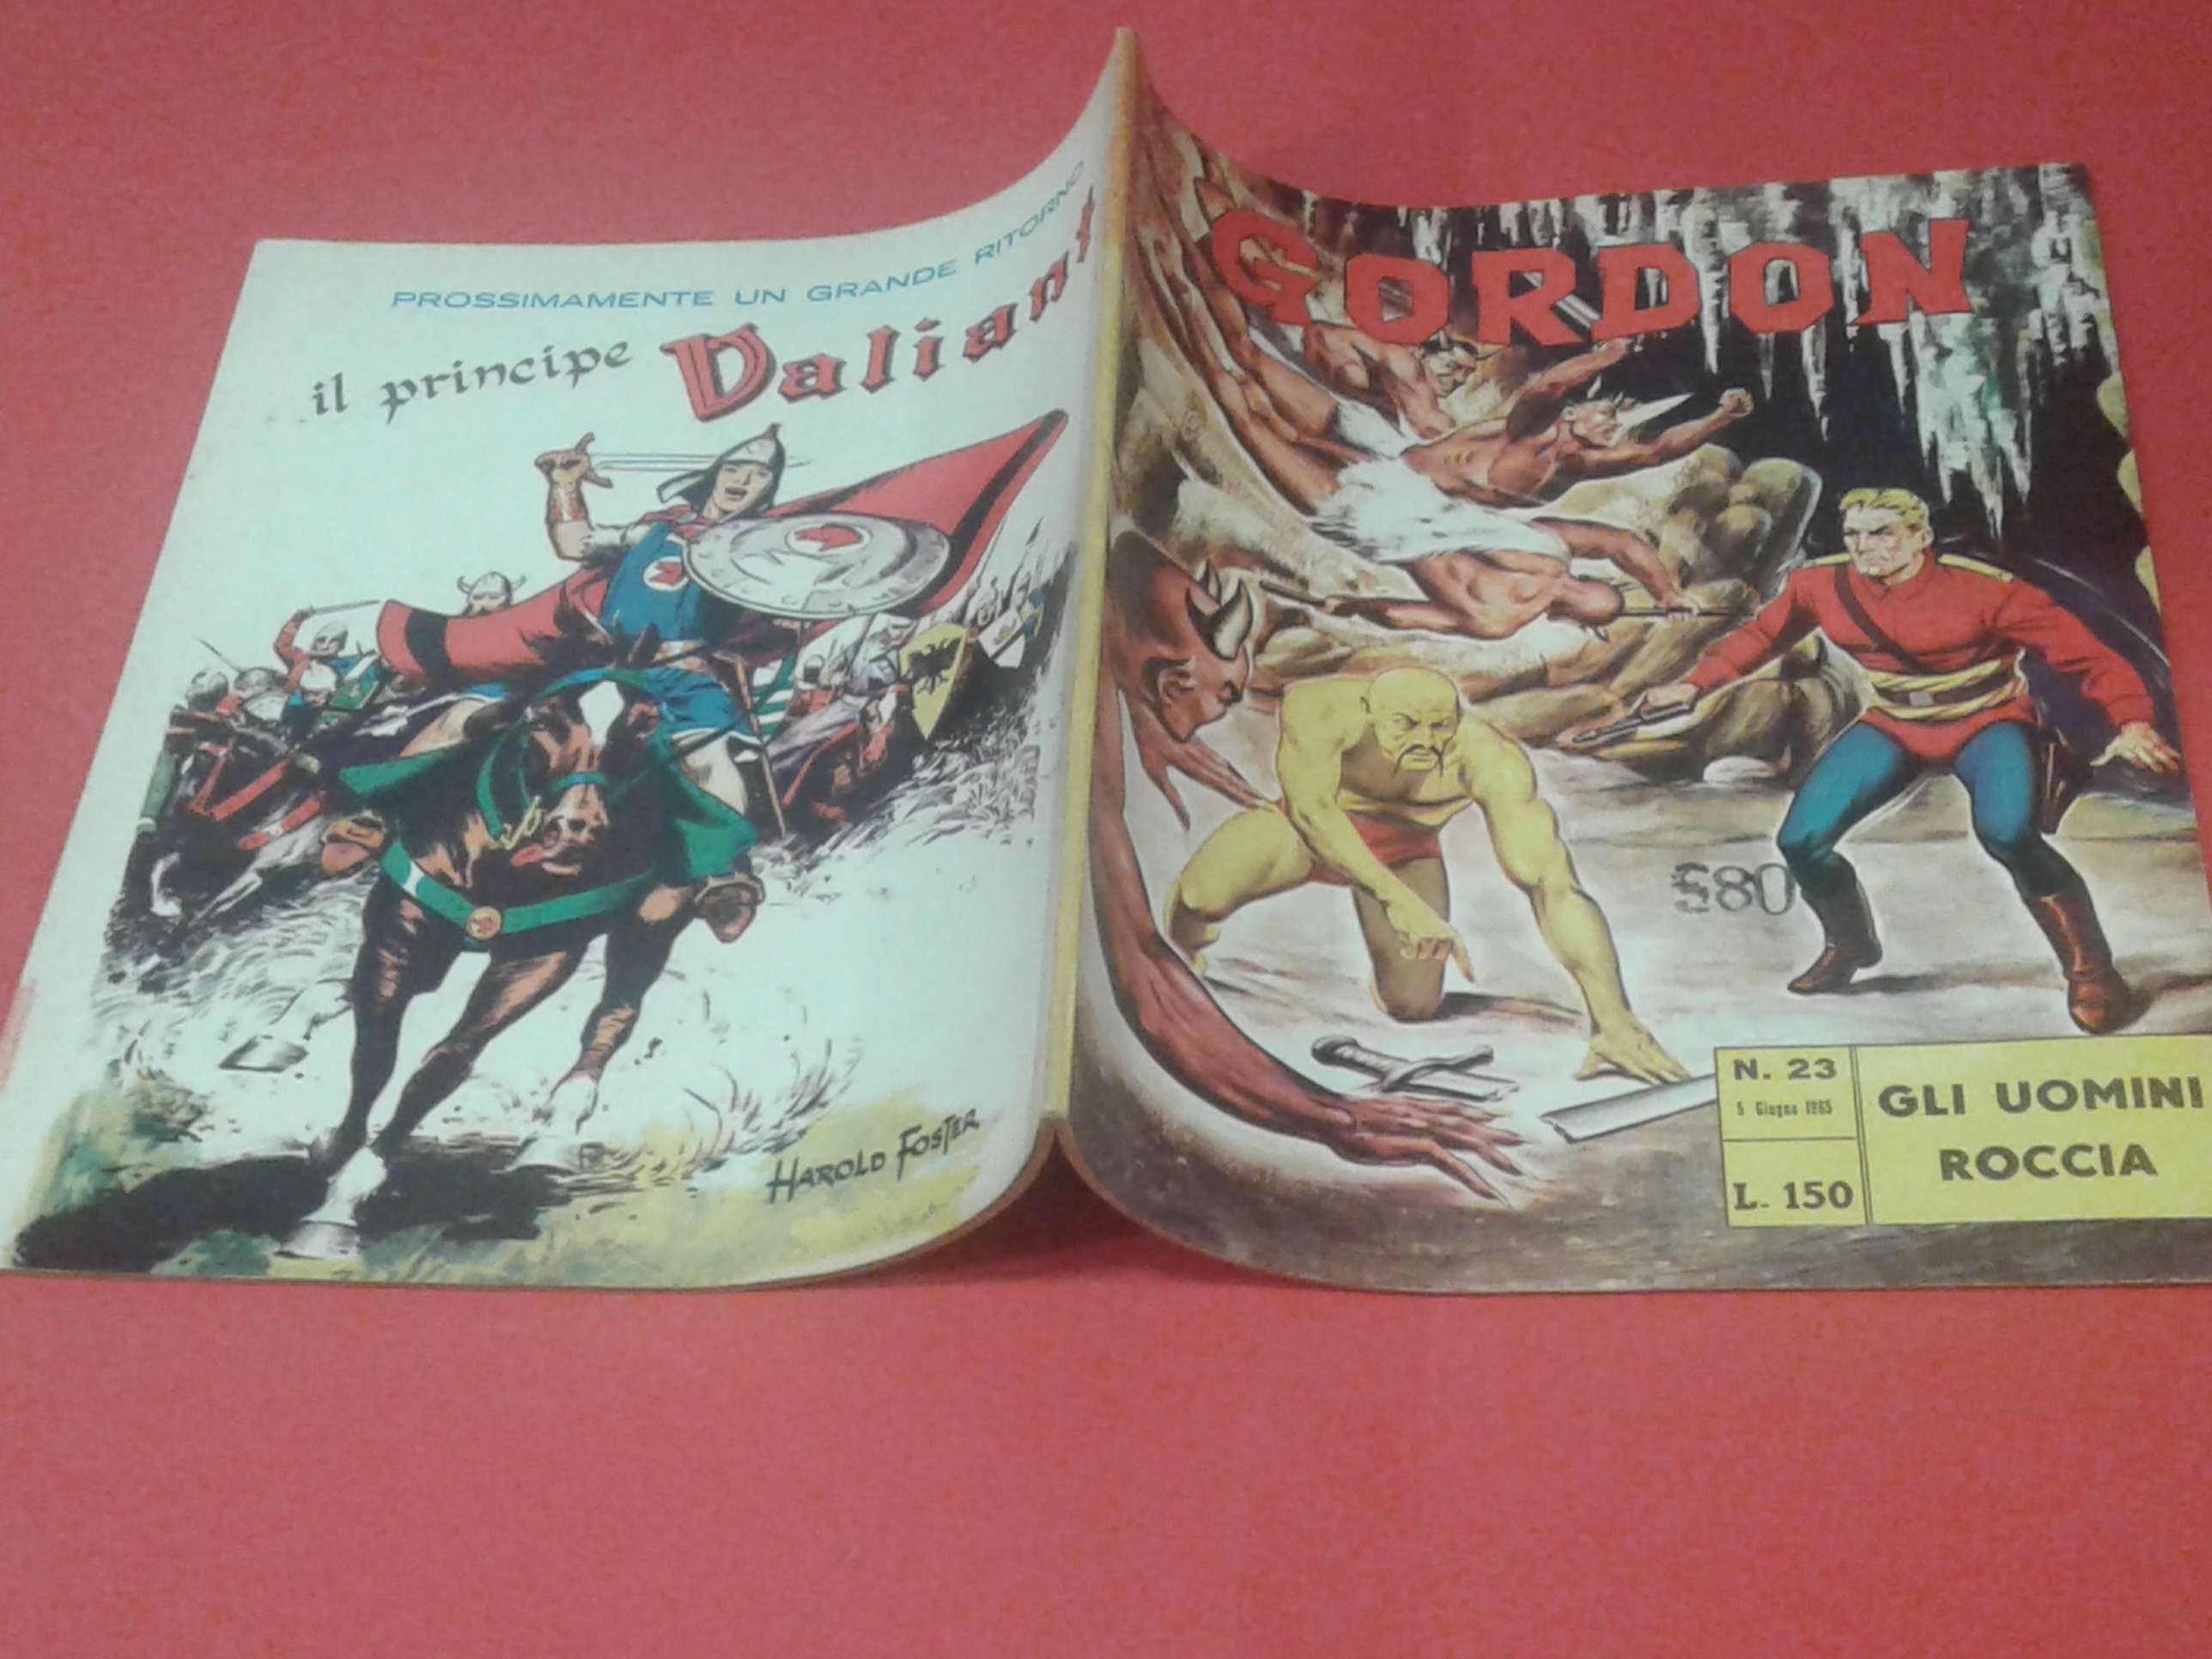 PROSSIMAMENTE UN GRANDE RITORNO
il principe Valiant
HAROLD FOSTER
GORDON
580
N. 23
5 Giugno 1965
L. 150
GLI UOMINI
ROCCIA